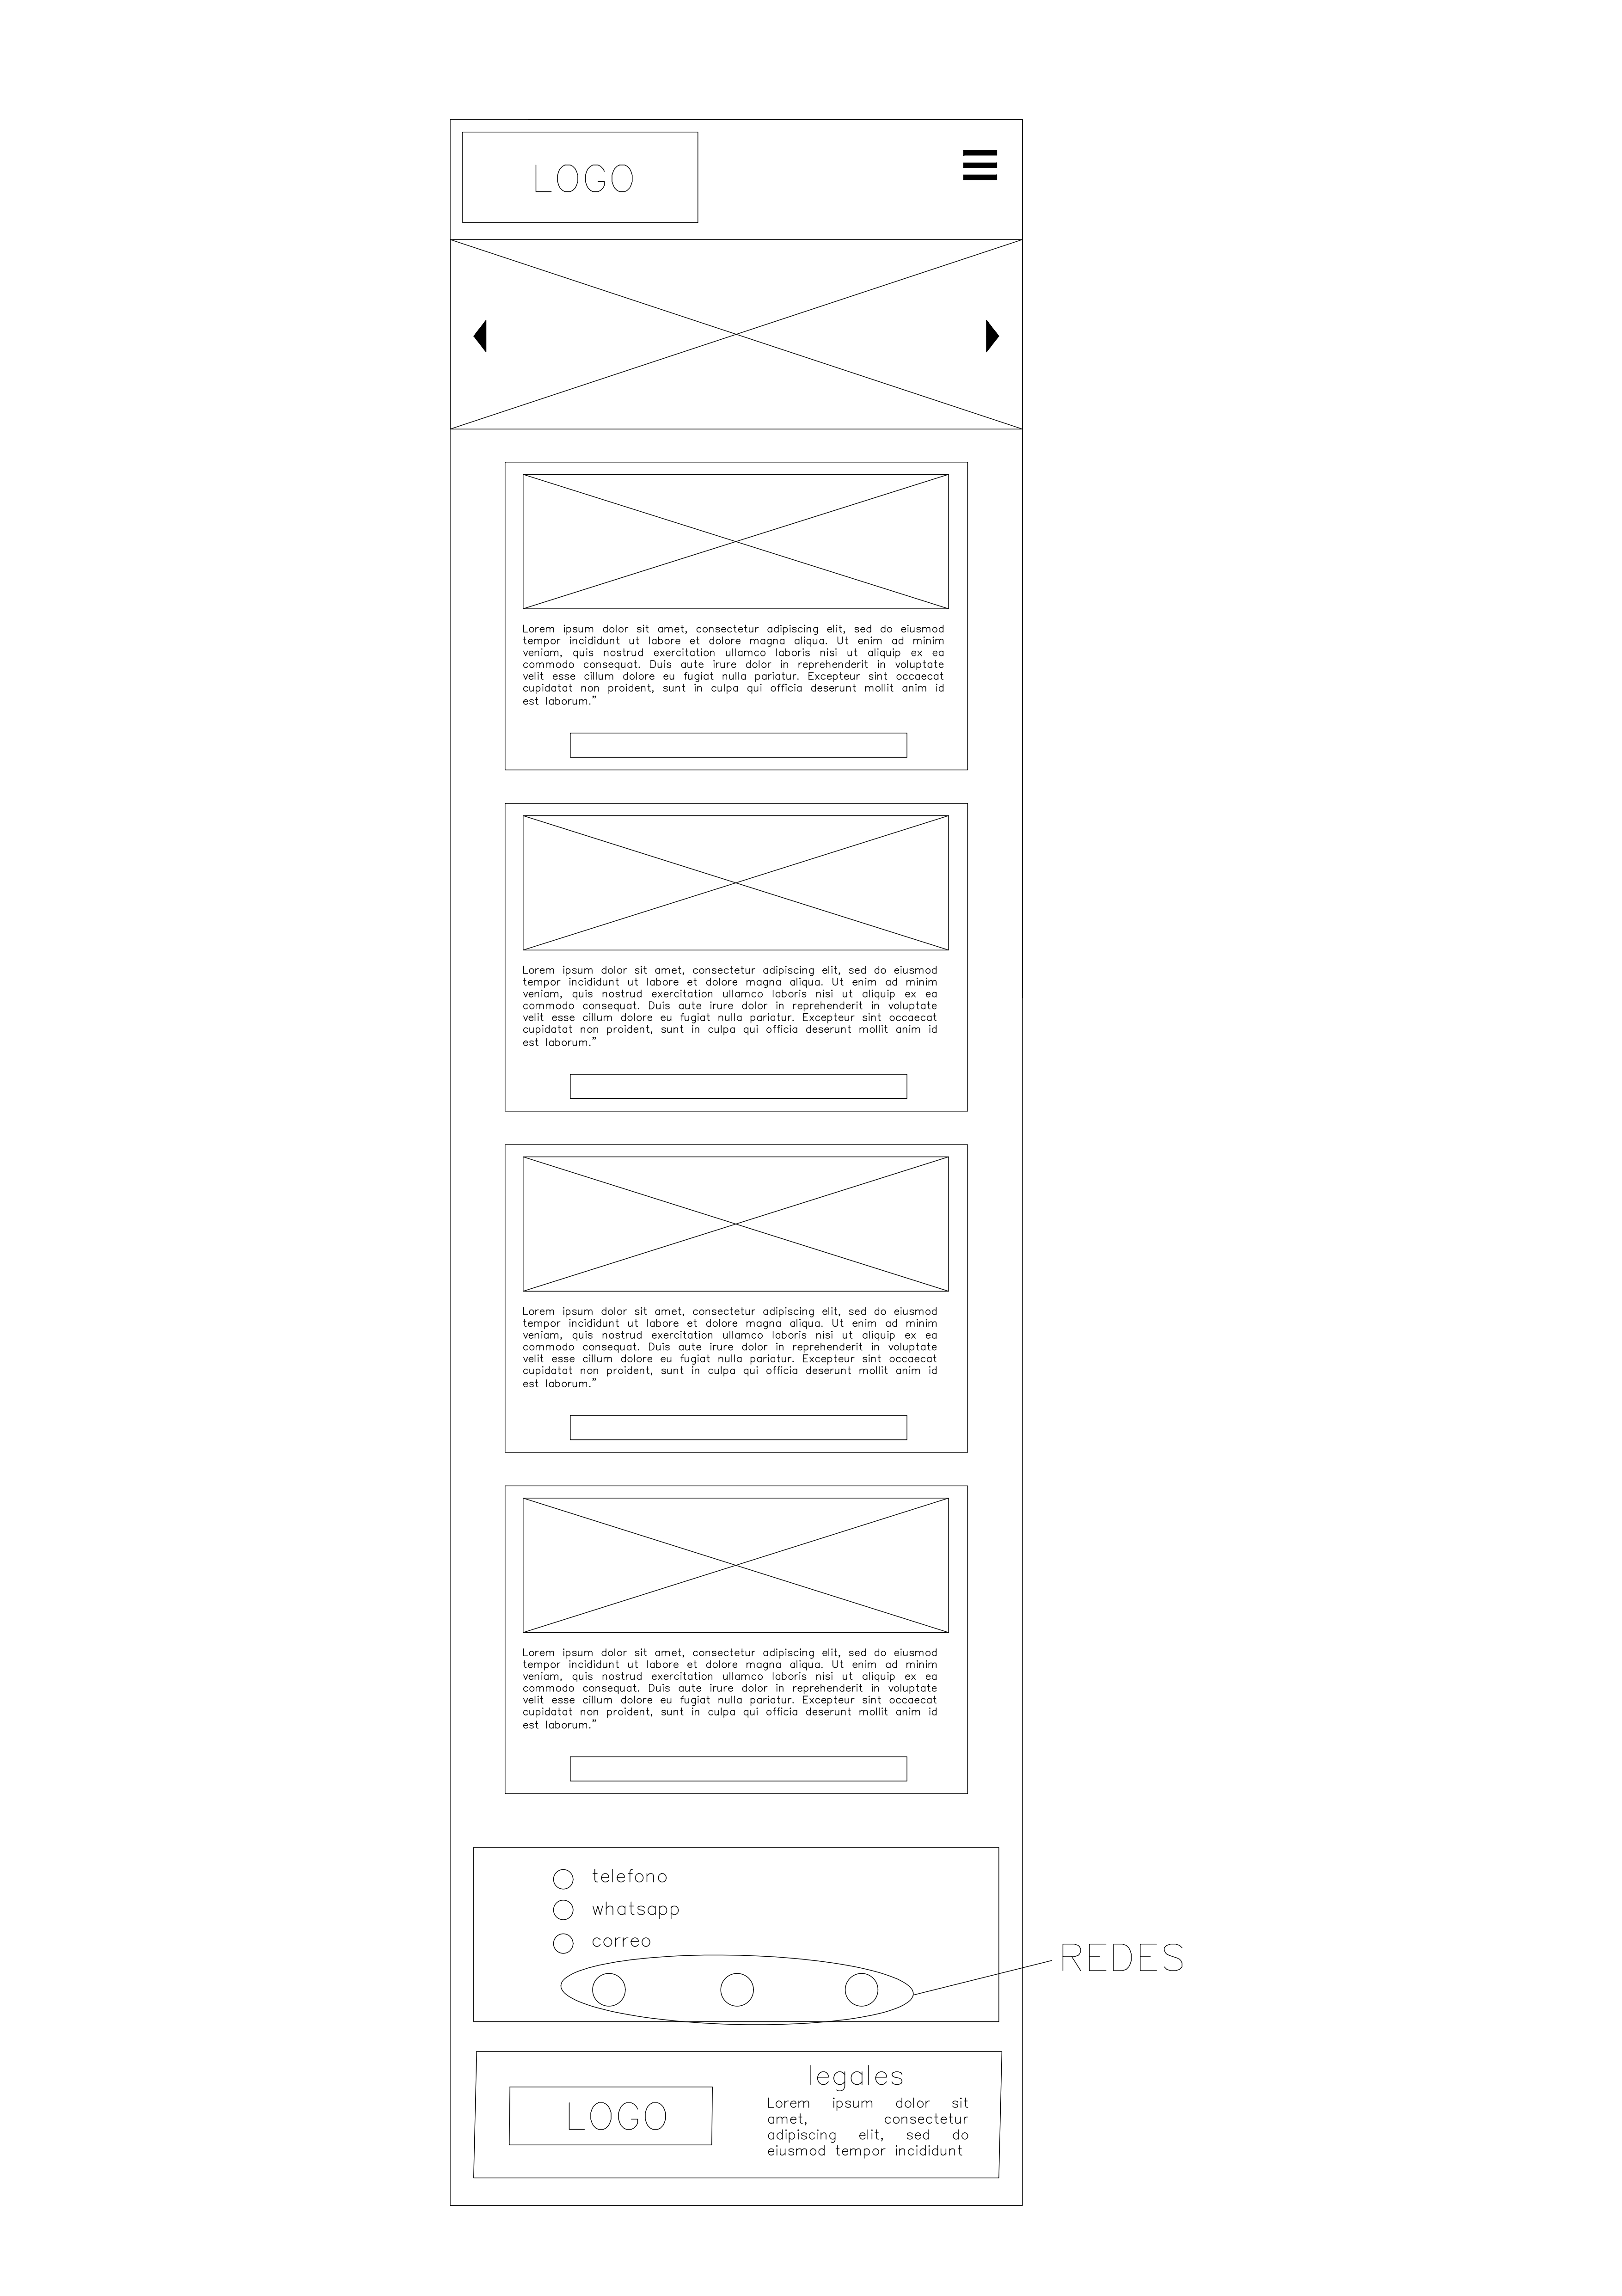 LOGO
Lorem ipsum dolor sit amet, consectetur adipiscing elit, sed do eiusmod
tempor incididunt ut labore et dolore magna aliqua. Ut enim ad minim
veniam, quis nostrud exercitation ullamco laboris nisi ut aliquip ex ea
commodo consequat. Duis aute irure dolor in reprehenderit in voluptate
velit esse cillum dolore eu fugiat nulla pariatur. Excepteur sint occaecat
cupidatat non proident, sunt in culpa qui officia deserunt mollit anim id
est laborum.”
Lorem ipsum dolor sit amet, consectetur adipiscing elit, sed do eiusmod
tempor incididunt ut labore et dolore magna aliqua. Ut enim ad minim
veniam, quis nostrud exercitation ullamco laboris nisi ut aliquip ex ea
commodo consequat. Duis aute irure dolor in reprehenderit in voluptate
velit esse cillum dolore eu fugiat nulla pariatur. Excepteur sint occaecat
cupidatat non proident, sunt in culpa qui officia deserunt mollit anim id
est laborum.”
Lorem ipsum dolor sit amet, consectetur adipiscing elit, sed do eiusmod
tempor incididunt ut labore et dolore magna aliqua. Ut enim ad minim
veniam, quis nostrud exercitation ullamco laboris nisi ut aliquip ex ea
commodo consequat. Duis aute irure dolor in reprehenderit in voluptate
velit esse cillum dolore eu fugiat nulla pariatur. Excepteur sint occaecat
cupidatat non proident, sunt in culpa qui officia deserunt mollit anim id
est laborum.”
Lorem ipsum dolor sit amet, consectetur adipiscing elit, sed do eiusmod
tempor incididunt ut labore et dolore magna aliqua. Ut enim ad minim
veniam, quis nostrud exercitation ullamco laboris nisi ut aliquip ex ea
commodo consequat. Duis aute irure dolor in reprehenderit in voluptate
velit esse cillum dolore eu fugiat nulla pariatur. Excepteur sint occaecat
cupidatat non proident, sunt in culpa qui officia deserunt mollit anim id
est laborum.”
telefono
whatsapp
correo
REDES
LOGO
legales
Lorem ipsum dolor sit
amet, consectetur
adipiscing elit, sed do
eiusmod tempor incididunt